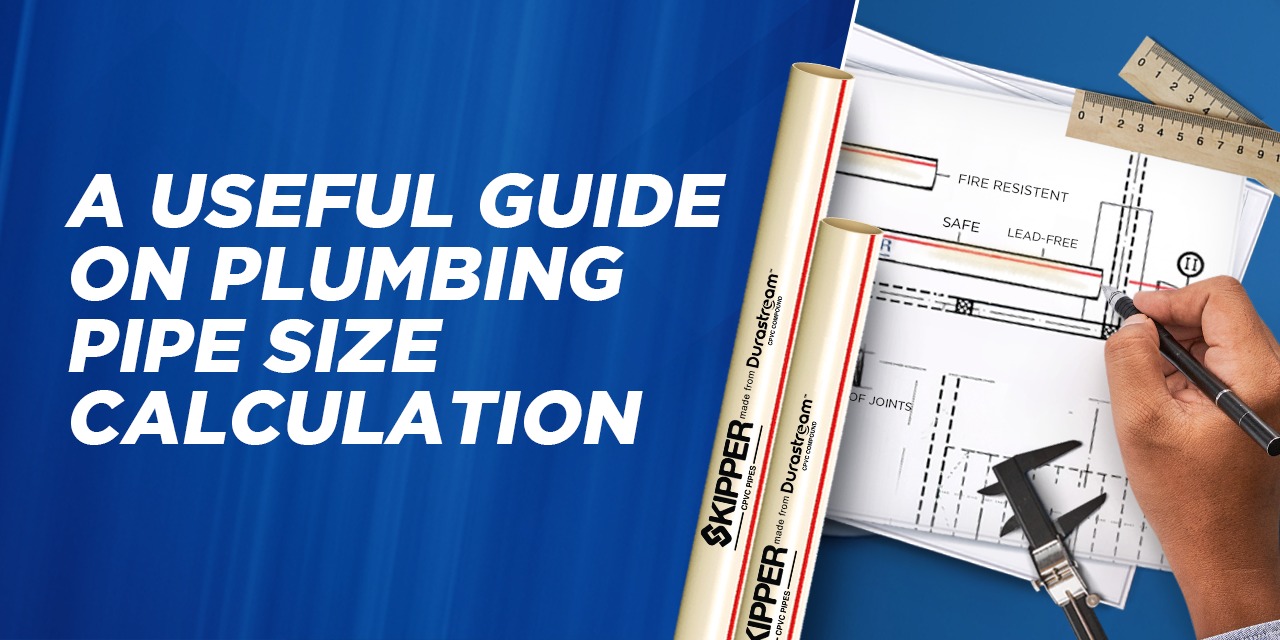 A USEFUL GUIDE
ON PLUMBING
PIPE SIZE
CALCULATION
SKIPPER made from Durastream™
CPVC PIPES CPVC COMPOUND
SKIPPER made from Durastream™
CPVC PIPES CPVC COMPOUND
FIRE RESISTENT
SAFE
LEAD-FREE
R
II
OF JOINTS
0 1 2 3 4
0 1 2 3 4 5 6 7 8 9